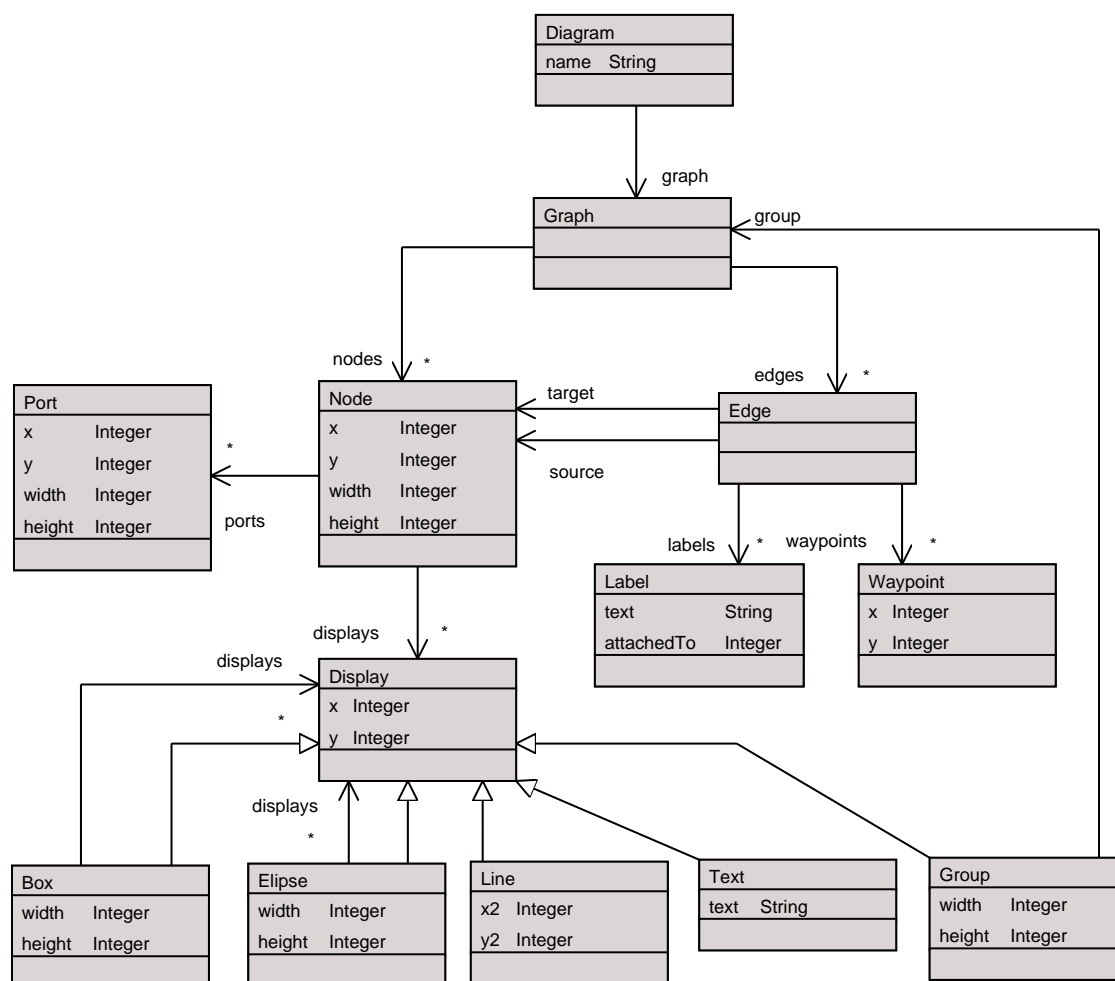 Diagram
name String
graph
Graph
group
nodes *
edges *
Port
x Integer
y Integer
width Integer
height Integer
*
ports
Node
x Integer
y Integer
width Integer
height Integer
target
source
Edge
labels *
waypoints *
Label
text String
attachedTo Integer
Waypoint
x Integer
y Integer
displays *
displays
*
Display
x Integer
y Integer
displays
*
Box
width Integer
height Integer
Elipse
width Integer
height Integer
Line
x2 Integer
y2 Integer
Text
text String
Group
width Integer
height Integer